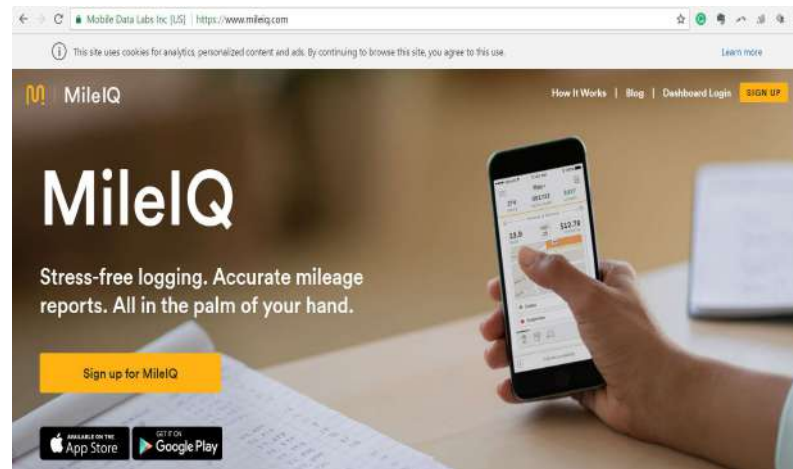 Mobile Data Labs Inc [US] | https://www.mileiq.com
This site uses cookies for analytics, personalized content and ads. By continuing to browse this site, you agree to this use.
Learn more
MileIQ
How It Works | Blog | Dashboard Login SIGN UP
MileIQ
Stress-free logging. Accurate mileage
reports. All in the palm of your hand.
Sign up for MileIQ
AVAILABLE ON THE
App Store
GET IT ON
Google Play
$12.76